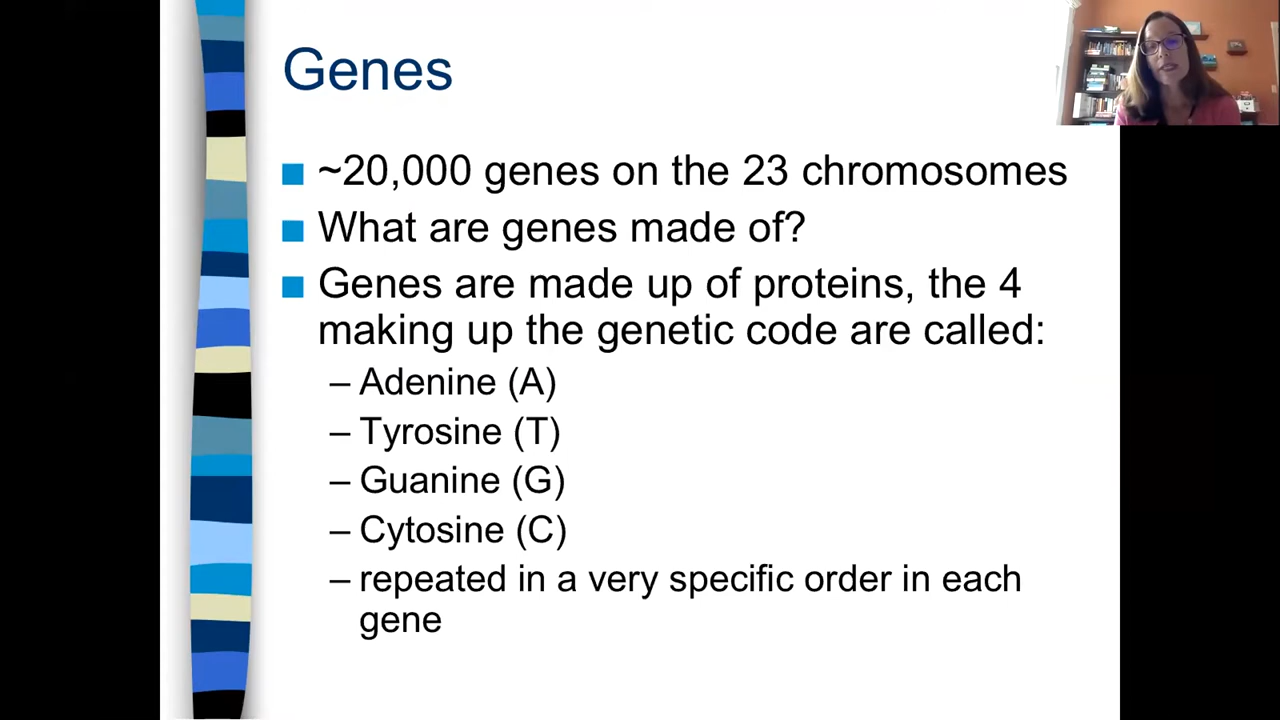 Genes
~20,000 genes on the 23 chromosomes
What are genes made of?
Genes are made up of proteins, the 4
making up the genetic code are called:
– Adenine (A)
– Tyrosine (T)
– Guanine (G)
– Cytosine (C)
– repeated in a very specific order in each
gene